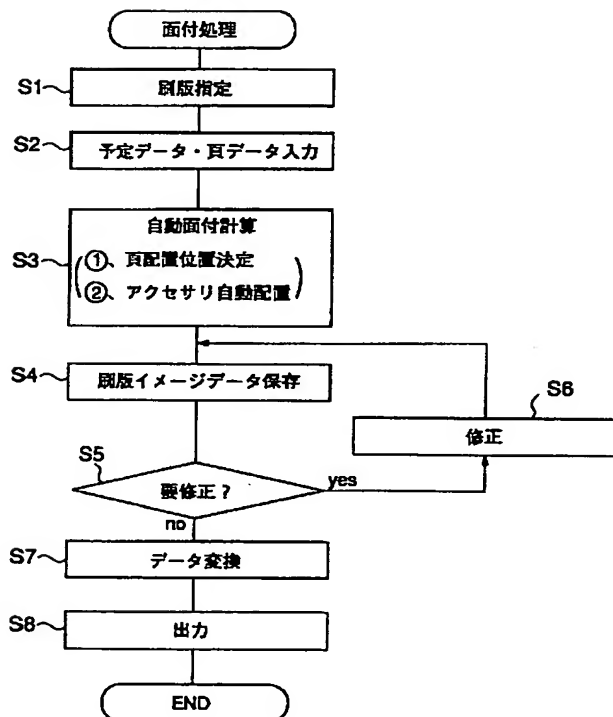 面付処理
S1 刷版指定
S2 予定データ・頁データ入力
S3 自動面付計算
①、頁配置位置決定
②、アクセサリ自動配置
S4 刷版イメージデータ保存
S6
修正
S5
要修正?
yes
no
S7 データ変換
S8 出力
END